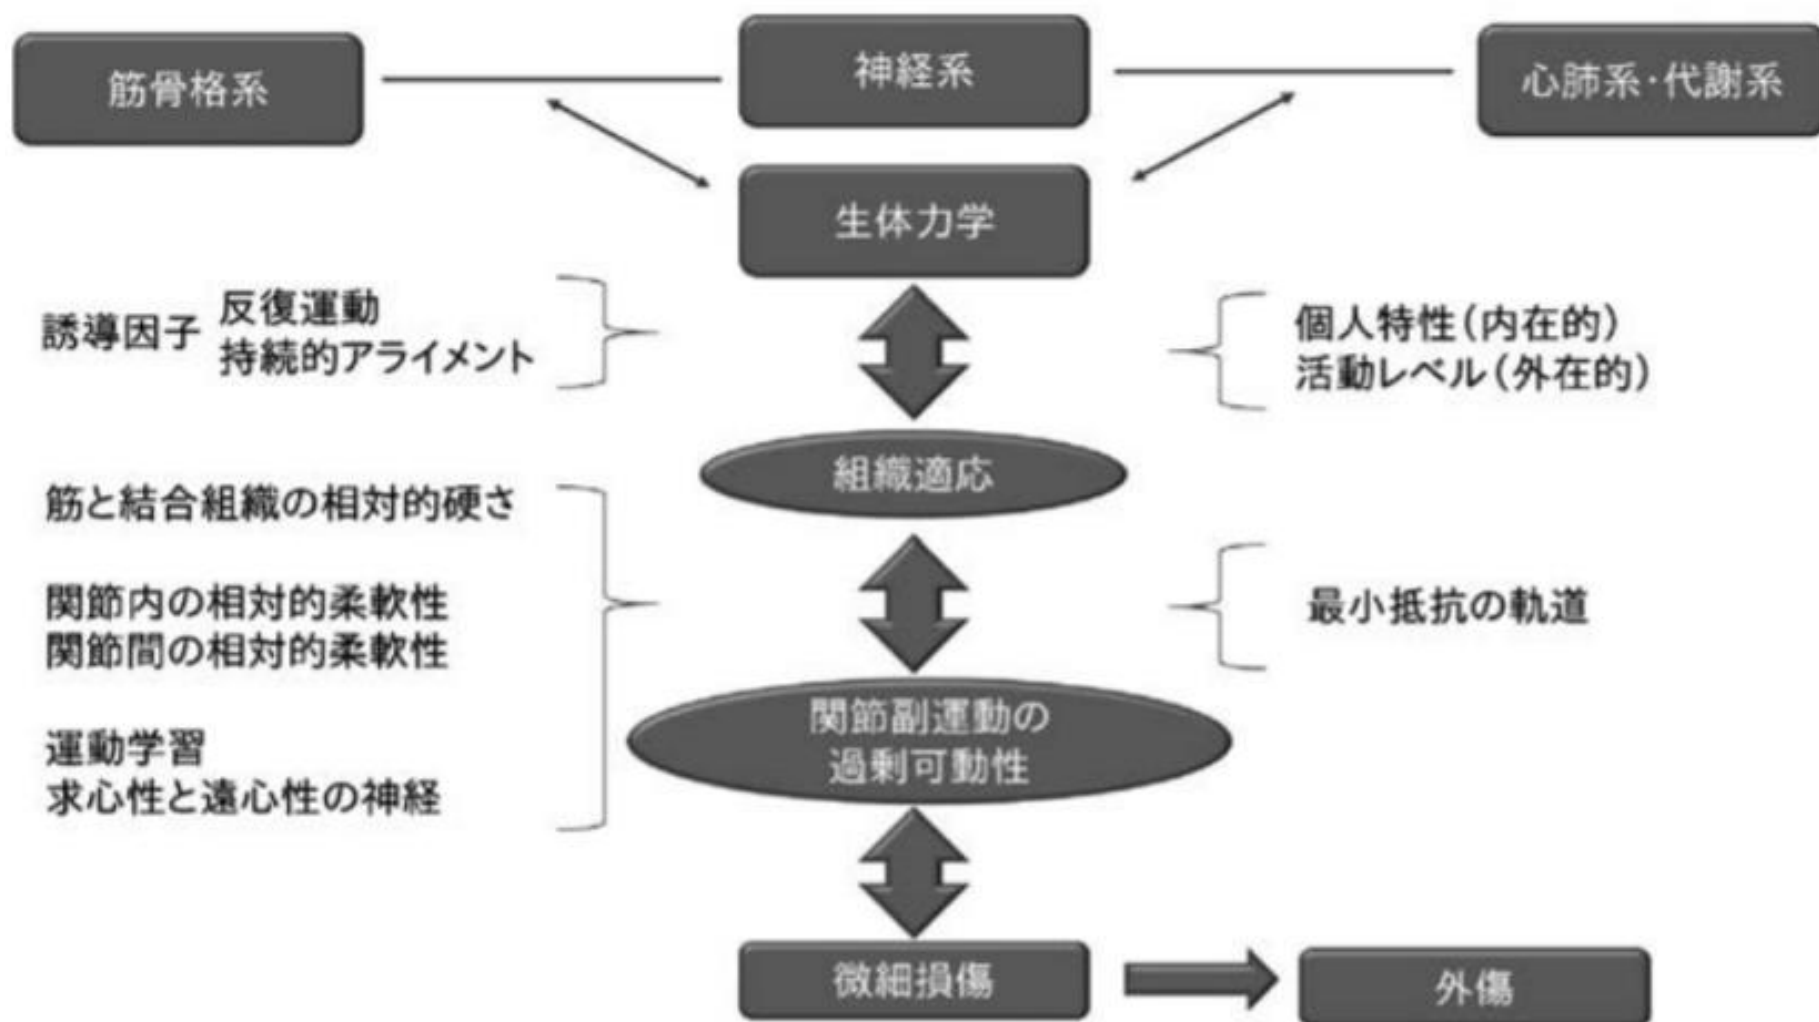 筋骨格系
神経系
心肺系・代謝系
生体力学
誘導因子
反復運動
持続的アライメント
個人特性(内在的)
活動レベル(外在的)
組織適応
筋と結合組織の相対的硬さ
関節内の相対的柔軟性
関節間の相対的柔軟性
最小抵抗の軌道
運動学習
求心性と遠心性の神経
関節副運動の
過剰可動性
微細損傷
外傷